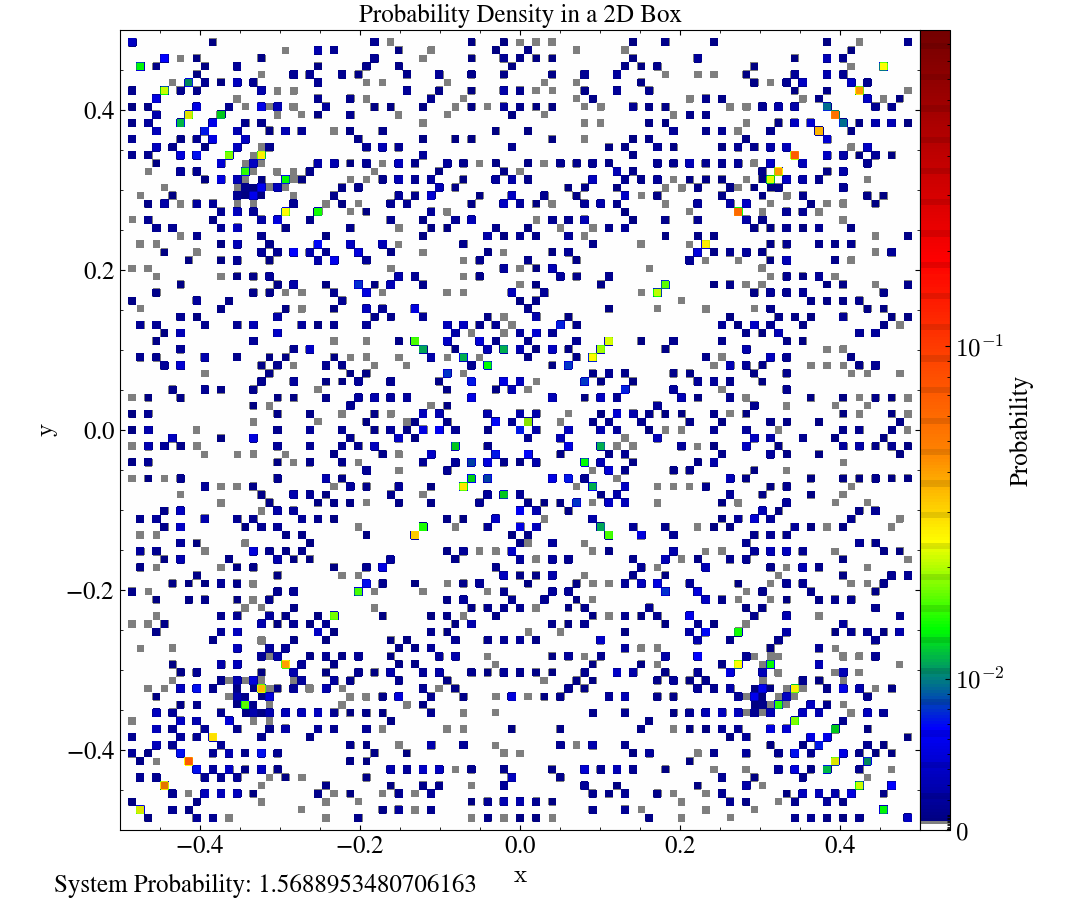 Probability Density in a 2D Box
0.4
0.2
0.0
−0.2
−0.4
y
−0.4 −0.2 0.0 0.2 0.4
x
10⁻¹
10⁻²
0
Probability
System Probability: 1.5688953480706163